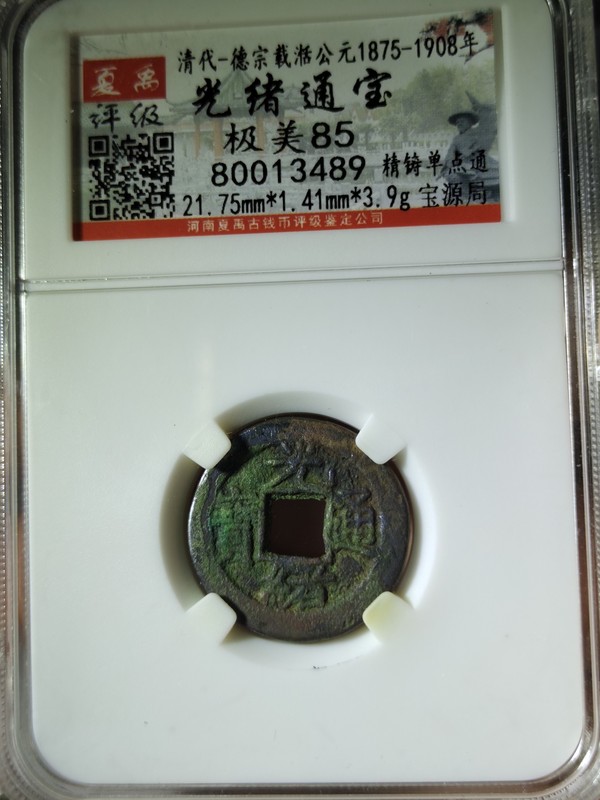 清代-德宗载湉公元1875-1908年
夏禹
评级
光绪通宝
极美85
80013489 精铸单点通
21.75mm*1.41mm*3.9g 宝源局
河南夏禹古钱币评级鉴定公司
光
寶 通
緒